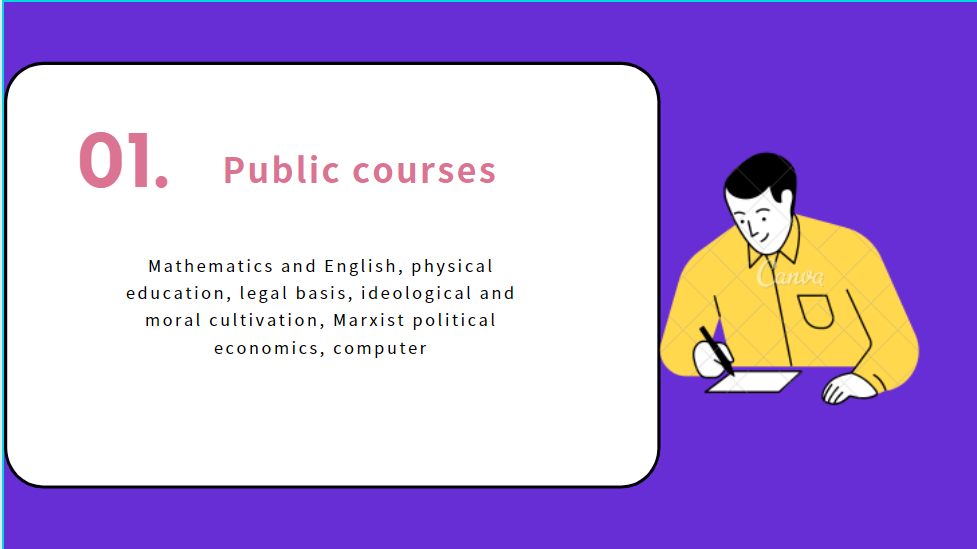 01.
Public courses
Mathematics and English, physical
education, legal basis, ideological and
moral cultivation, Marxist political
economics, computer
Canva